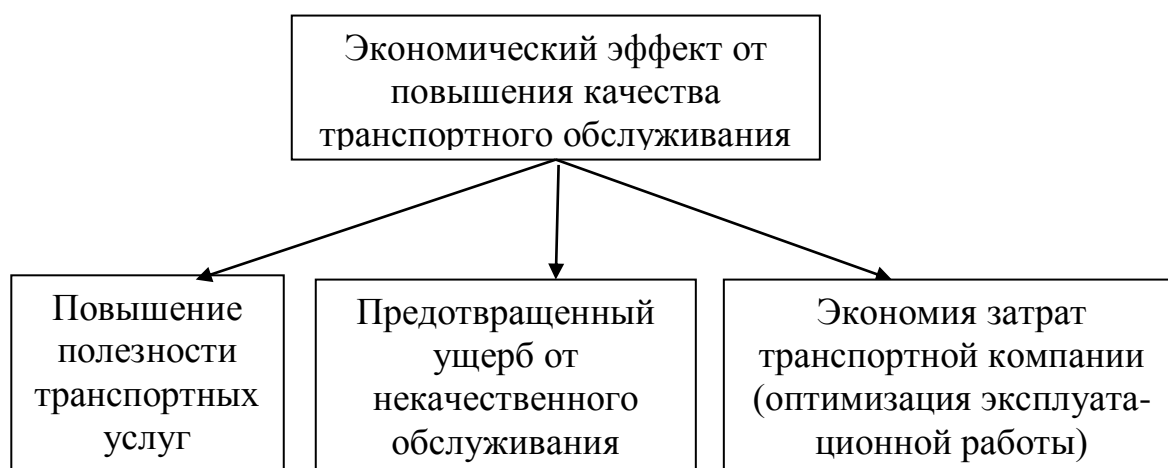 Экономический эффект от
повышения качества
транспортного обслуживания
Повышение
полезности
транспортных
услуг
Предотвращенный
ущерб от
некачественного
обслуживания
Экономия затрат
транспортной компании
(оптимизация эксплуата-
ционной работы)